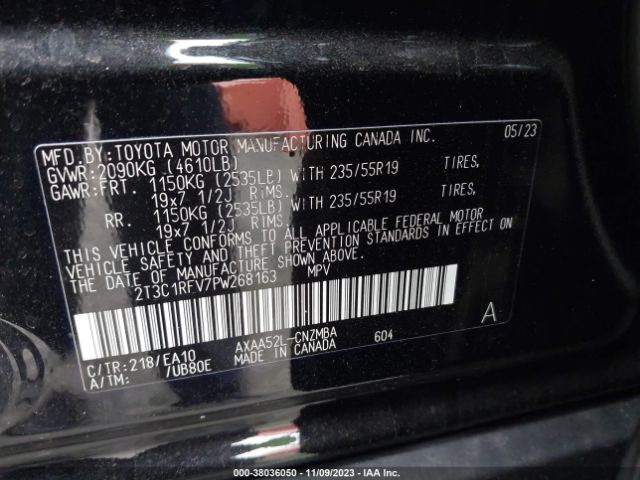 MFD.BY:TOYOTA MOTOR MANUFACTURING CANADA INC. 05/23
GVWR:2090KG (4610LB)
GAWR:FRT. 1150KG (2535LB) WITH 235/55R19 TIRES,
19x7 1/2J RIMS.
RR. 1150KG (2535LB) WITH 235/55R19 TIRES,
19x7 1/2J RIMS
THIS VEHICLE CONFORMS TO ALL APPLICABLE FEDERAL MOTOR
VEHICLE SAFETY AND THEFT PREVENTION STANDARDS IN EFFECT ON
THE DATE OF MANUFACTURE SHOWN ABOVE.
2T3C1RFV7PW268163 MPV
A
C/TR:218/EA10 AXAA52L-CNZMBA 604
A/TM: /UB80E MADE IN CANADA
000-38036050 - 11/09/2023 - IAA Inc.